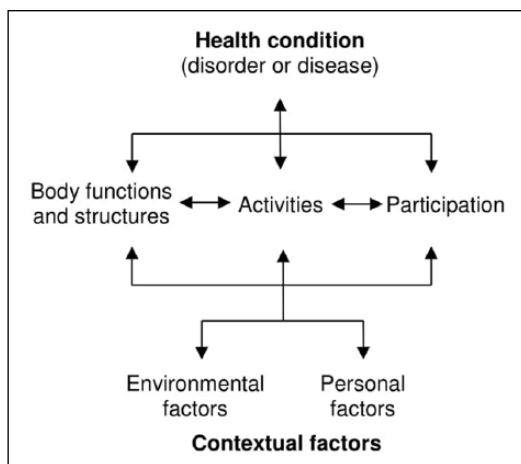 Health condition
(disorder or disease)
Body functions
and structures
Activities
Participation
Environmental
factors
Personal
factors
Contextual factors